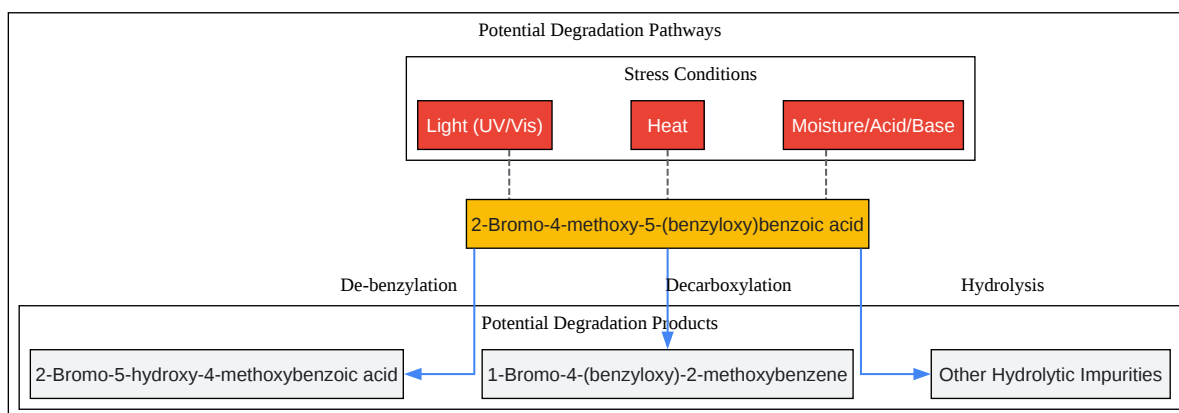 Potential Degradation Pathways
Stress Conditions
Light (UV/Vis)
Heat
Moisture/Acid/Base
2-Bromo-4-methoxy-5-(benzyloxy)benzoic acid
De-benzylation
Decarboxylation
Hydrolysis
Potential Degradation Products
2-Bromo-5-hydroxy-4-methoxybenzoic acid
1-Bromo-4-(benzyloxy)-2-methoxybenzene
Other Hydrolytic Impurities